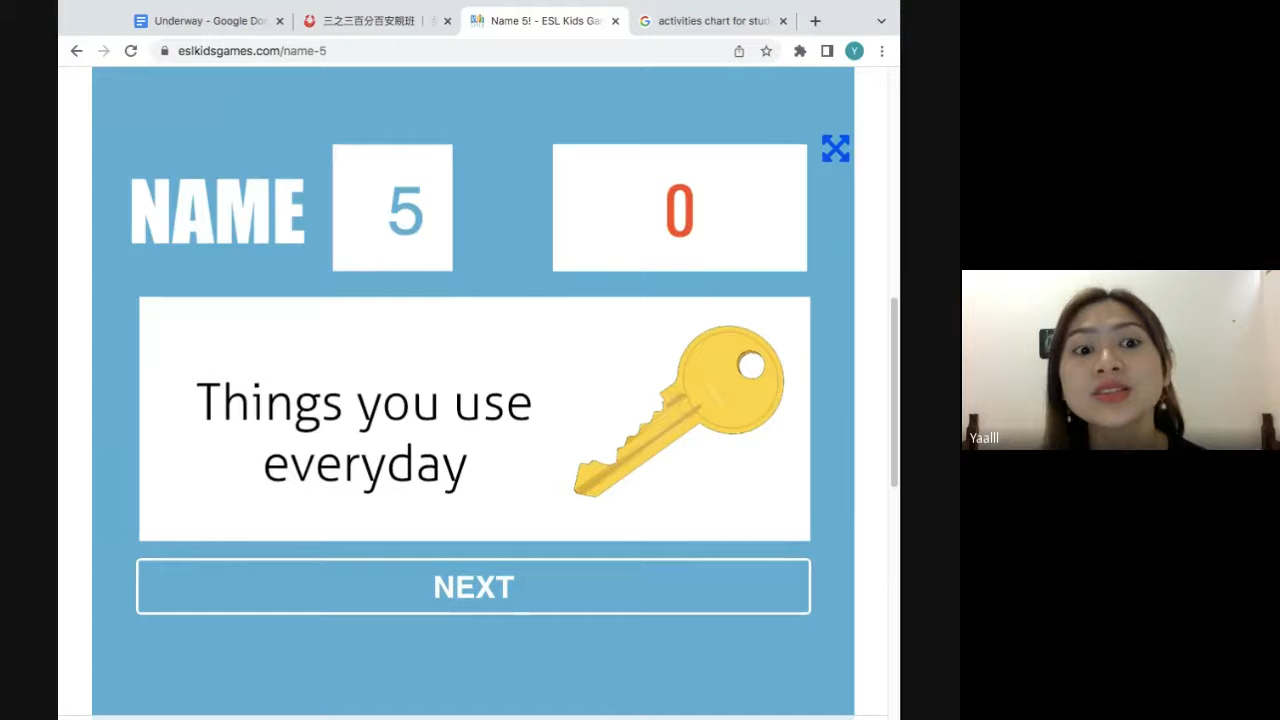 Underway - Google Do
三之三百分百安親班 |
Name 5! - ESL Kids Ga
activities chart for stud
eslkidsgames.com/name-5
Y
NAME 5 0
Things you use
everyday
NEXT
Yaalll